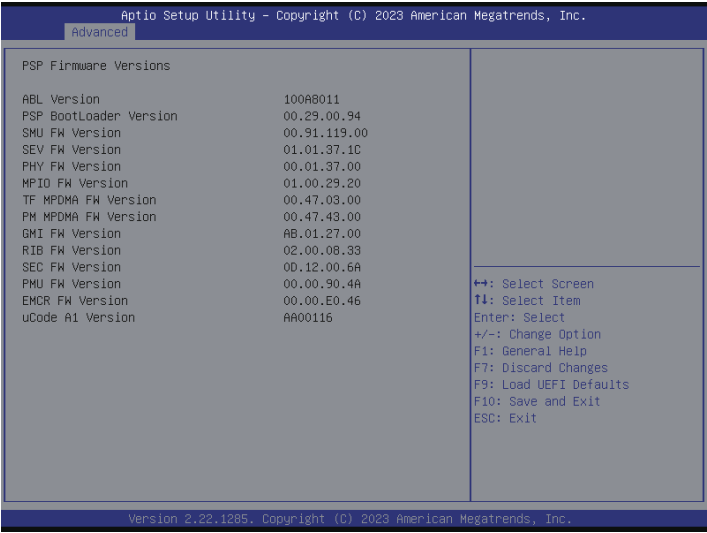 Aptio Setup Utility – Copyright (C) 2023 American Megatrends, Inc.
Advanced
PSP Firmware Versions
ABL Version 100A8011
PSP BootLoader Version 00.29.00.94
SMU FW Version 00.91.119.00
SEV FW Version 01.01.37.1C
PHY FW Version 00.01.37.00
MPIO FW Version 01.00.29.20
TF MPDMA FW Version 00.47.03.00
PM MPDMA FW Version 00.47.43.00
GMI FW Version AB.01.27.00
RIB FW Version 02.00.08.33
SEC FW Version 0D.12.00.6A
PMU FW Version 00.00.90.4A
EMCR FW Version 00.00.E0.46
uCode A1 Version AA00116
↔: Select Screen
↑↓: Select Item
Enter: Select
+/-: Change Option
F1: General Help
F7: Discard Changes
F9: Load UEFI Defaults
F10: Save and Exit
ESC: Exit
Version 2.22.1285. Copyright (C) 2023 American Megatrends, Inc.